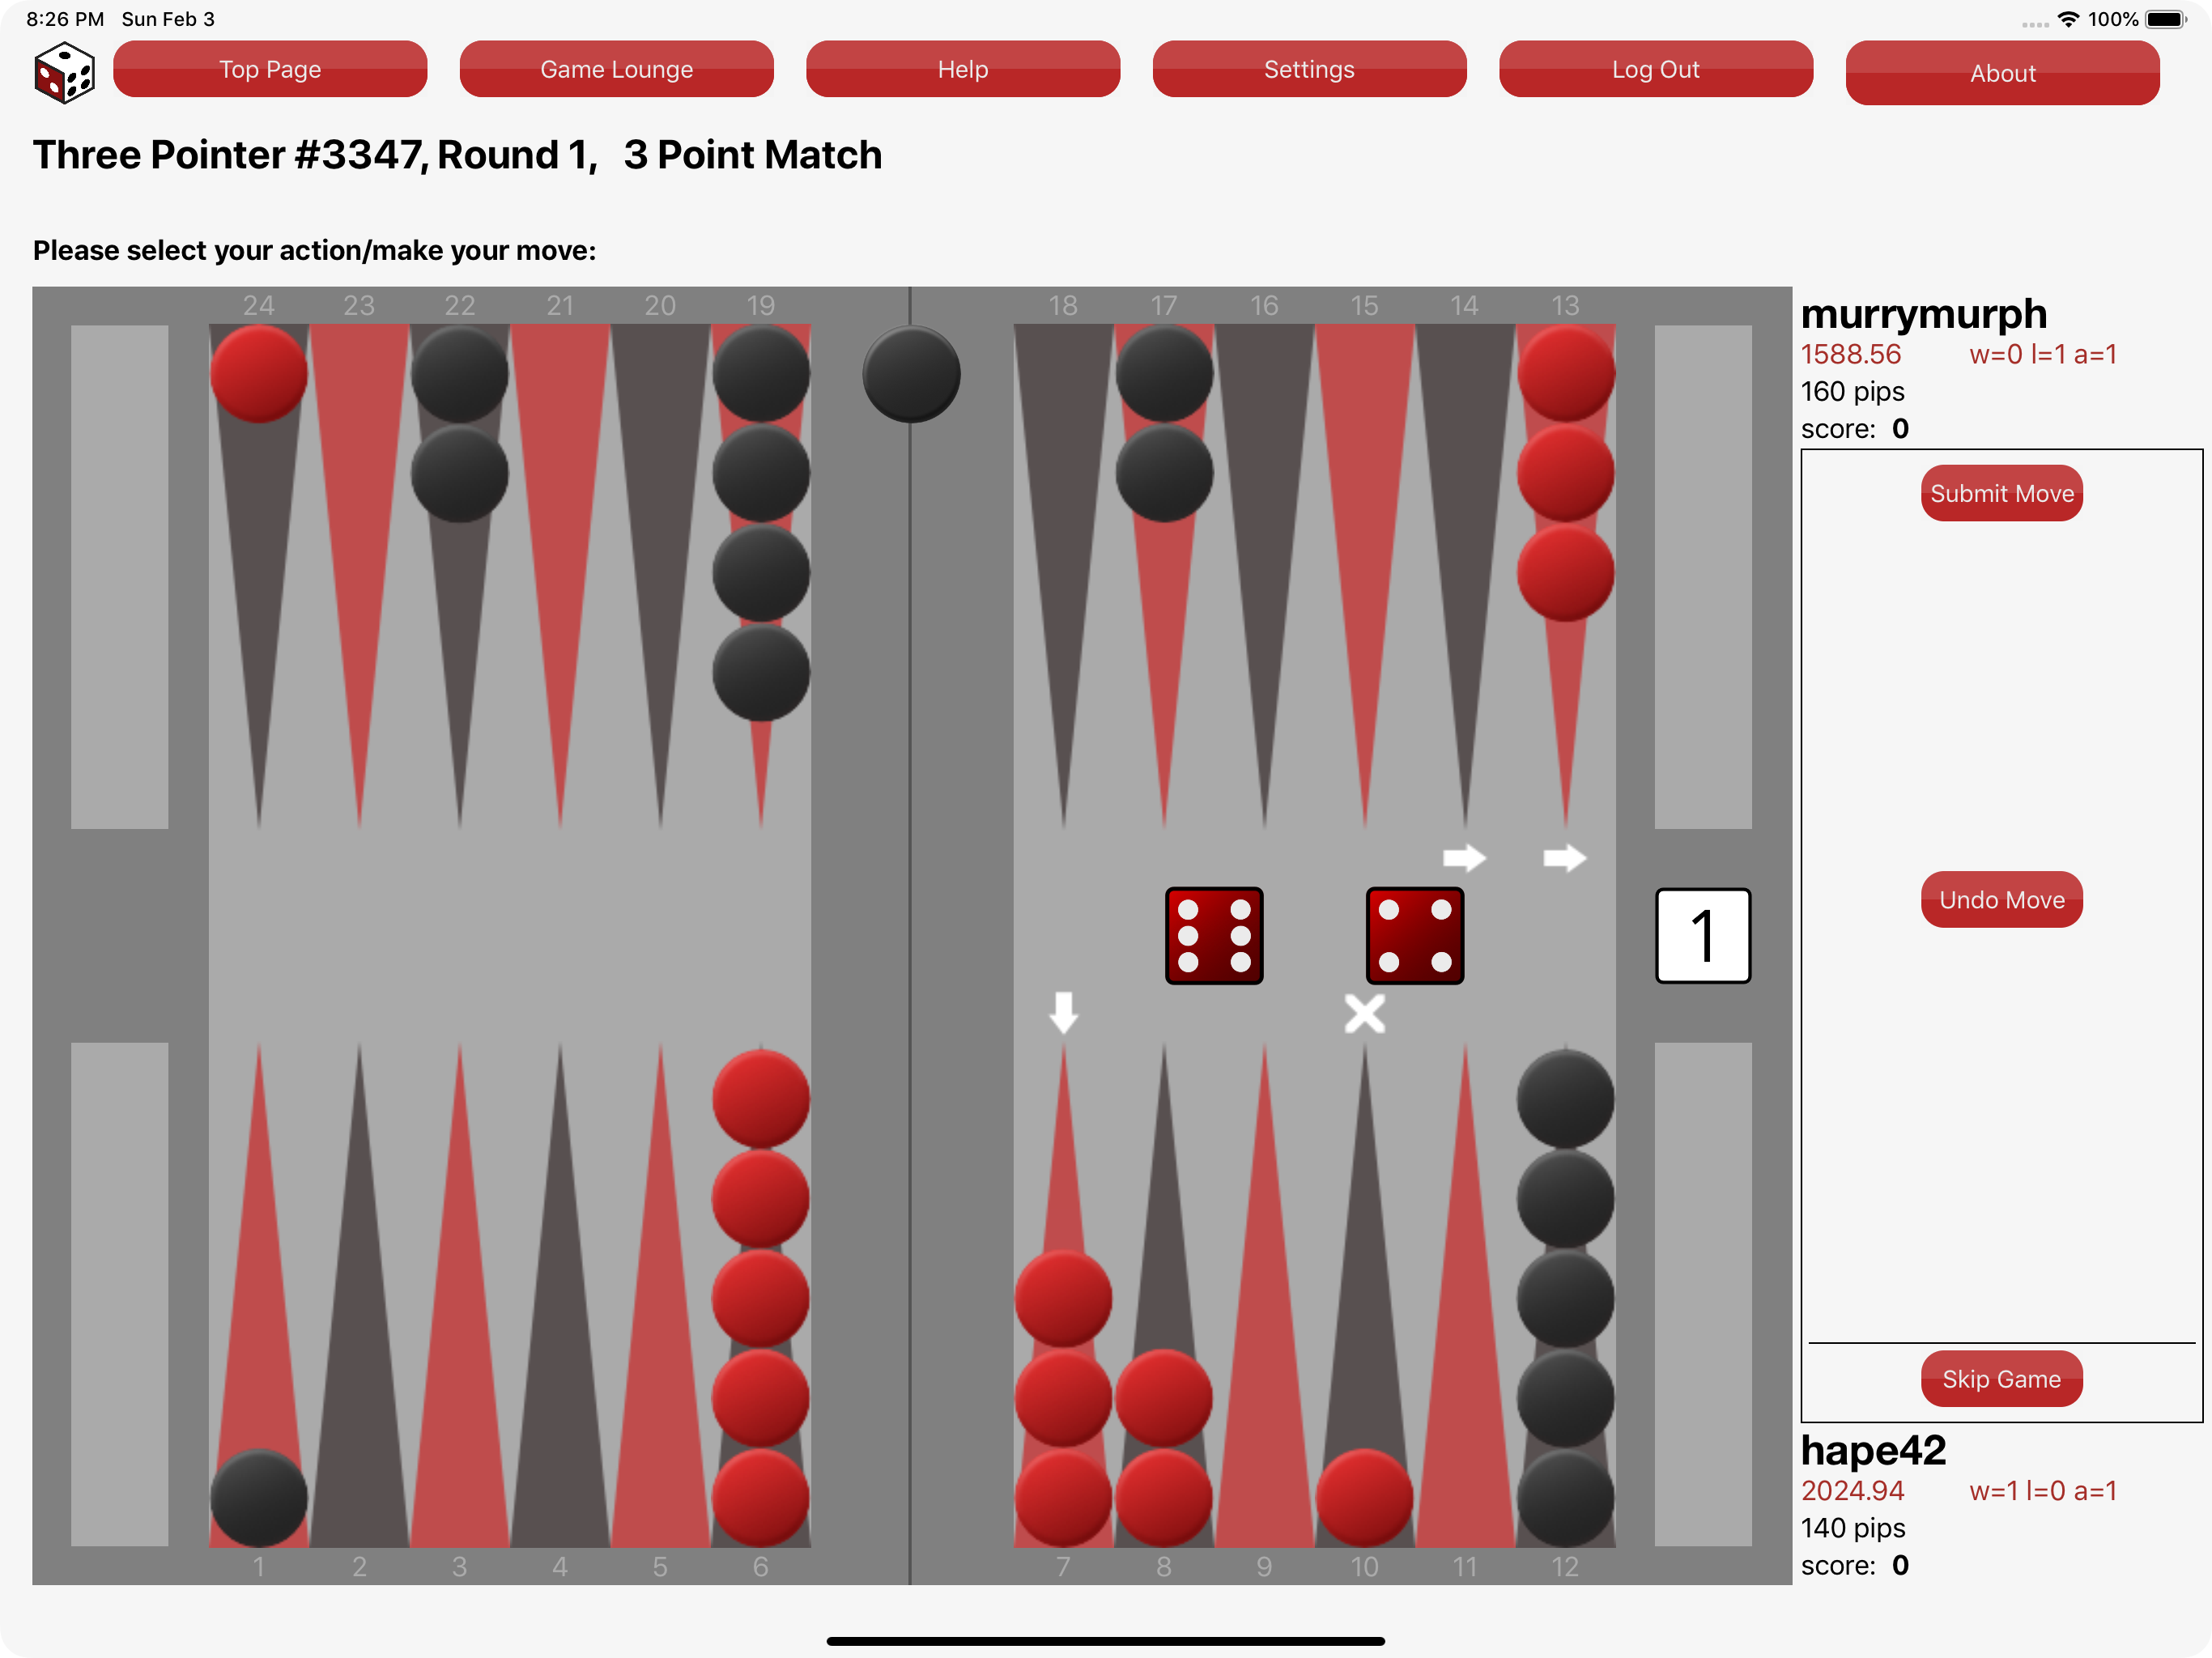 8:26 PM Sun Feb 3 100%
Top Page Game Lounge Help Settings Log Out About
Three Pointer #3347, Round 1, 3 Point Match
Please select your action/make your move:
24 23 22 21 20 19 18 17 16 15 14 13
murrymurph
1588.56 w=0 l=1 a=1
160 pips
score: 0
Submit Move
Undo Move
1
Skip Game
hape42
2024.94 w=1 l=0 a=1
140 pips
score: 0
1 2 3 4 5 6 7 8 9 10 11 12